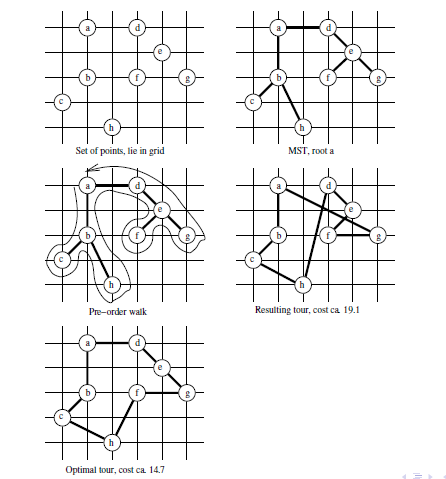 a d
e
b f g
c
h
Set of points, lie in grid
a d
e
b f g
c
h
MST, root a
a d
e
b f g
c
h
Pre-order walk
a d
e
b f g
c
h
Resulting tour, cost ca. 19.1
a d
e
b f g
c
h
Optimal tour, cost ca. 14.7